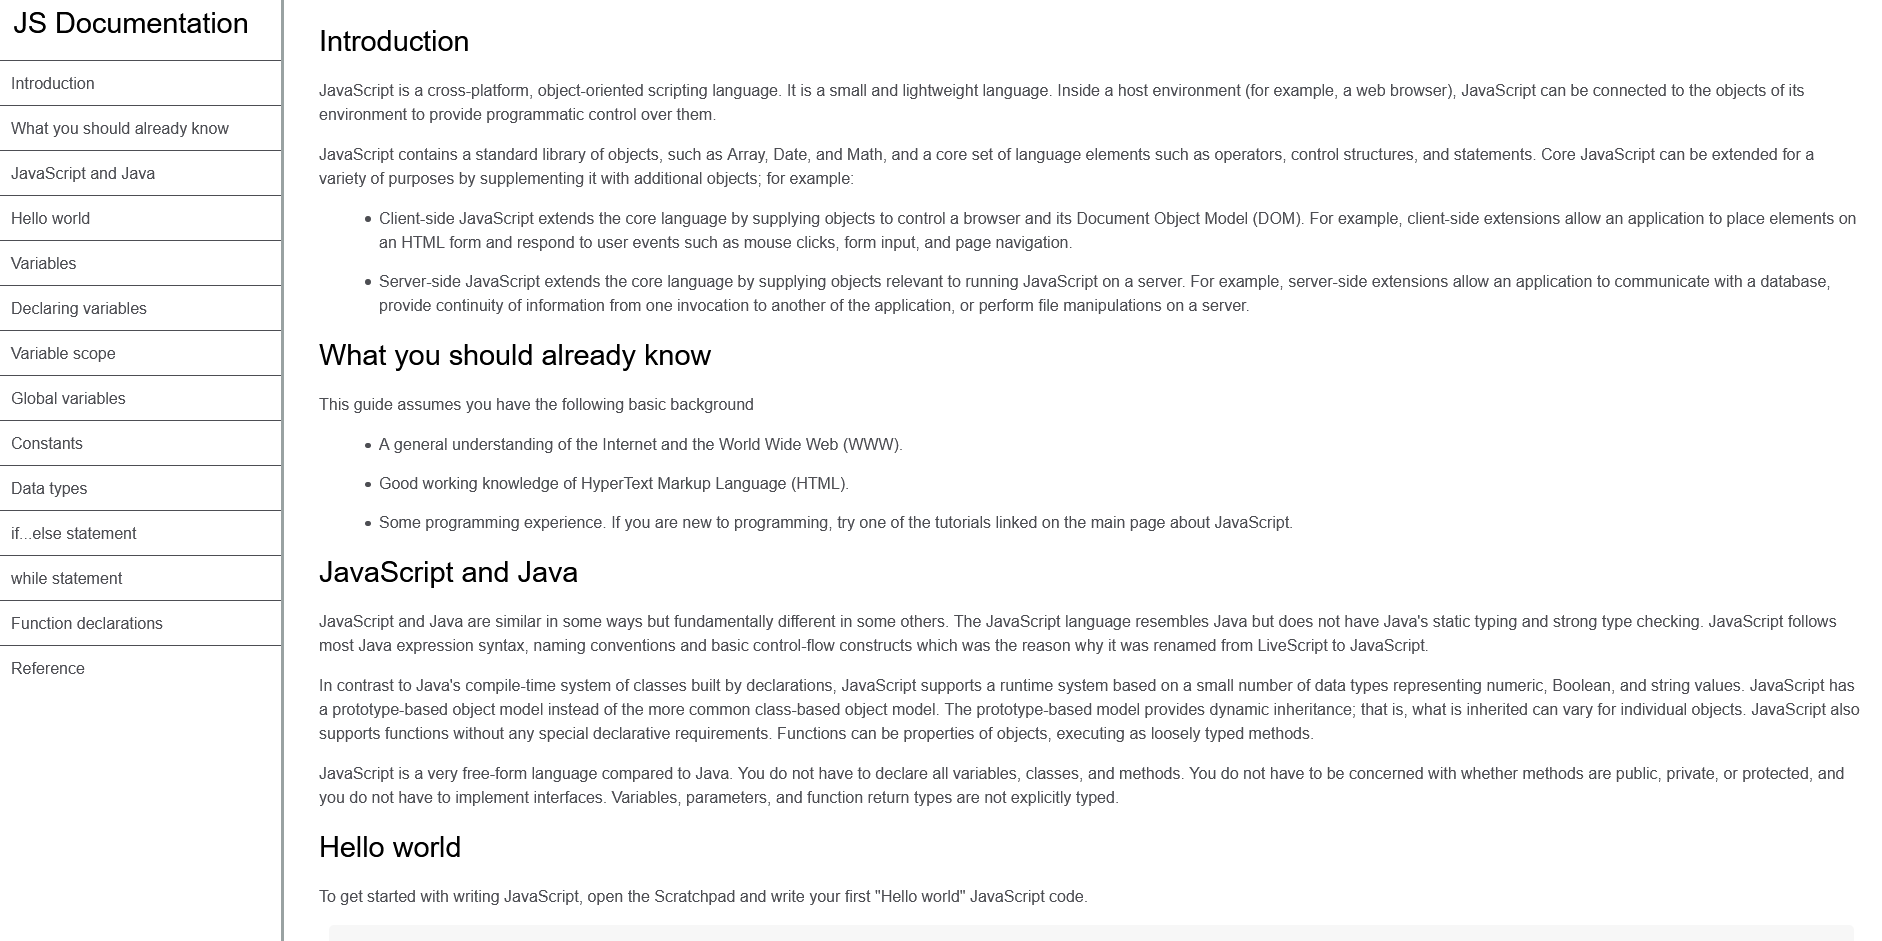 JS Documentation
Introduction
What you should already know
JavaScript and Java
Hello world
Variables
Declaring variables
Variable scope
Global variables
Constants
Data types
if...else statement
while statement
Function declarations
Reference
Introduction
JavaScript is a cross-platform, object-oriented scripting language. It is a small and lightweight language. Inside a host environment (for example, a web browser), JavaScript can be connected to the objects of its
environment to provide programmatic control over them.
JavaScript contains a standard library of objects, such as Array, Date, and Math, and a core set of language elements such as operators, control structures, and statements. Core JavaScript can be extended for a
variety of purposes by supplementing it with additional objects; for example:
• Client-side JavaScript extends the core language by supplying objects to control a browser and its Document Object Model (DOM). For example, client-side extensions allow an application to place elements on
an HTML form and respond to user events such as mouse clicks, form input, and page navigation.
• Server-side JavaScript extends the core language by supplying objects relevant to running JavaScript on a server. For example, server-side extensions allow an application to communicate with a database,
provide continuity of information from one invocation to another of the application, or perform file manipulations on a server.
What you should already know
This guide assumes you have the following basic background
• A general understanding of the Internet and the World Wide Web (WWW).
• Good working knowledge of HyperText Markup Language (HTML).
• Some programming experience. If you are new to programming, try one of the tutorials linked on the main page about JavaScript.
JavaScript and Java
JavaScript and Java are similar in some ways but fundamentally different in some others. The JavaScript language resembles Java but does not have Java's static typing and strong type checking. JavaScript follows
most Java expression syntax, naming conventions and basic control-flow constructs which was the reason why it was renamed from LiveScript to JavaScript.
In contrast to Java's compile-time system of classes built by declarations, JavaScript supports a runtime system based on a small number of data types representing numeric, Boolean, and string values. JavaScript has
a prototype-based object model instead of the more common class-based object model. The prototype-based model provides dynamic inheritance; that is, what is inherited can vary for individual objects. JavaScript also
supports functions without any special declarative requirements. Functions can be properties of objects, executing as loosely typed methods.
JavaScript is a very free-form language compared to Java. You do not have to declare all variables, classes, and methods. You do not have to be concerned with whether methods are public, private, or protected, and
you do not have to implement interfaces. Variables, parameters, and function return types are not explicitly typed.
Hello world
To get started with writing JavaScript, open the Scratchpad and write your first "Hello world" JavaScript code.